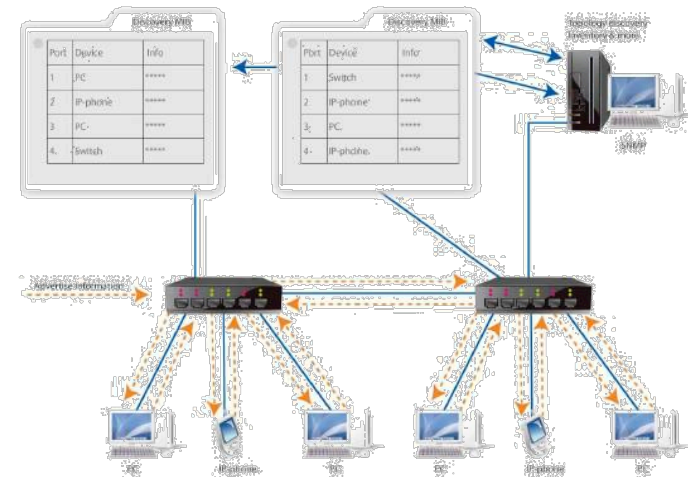 Discovery MIB
Port Device Info
1 PC *****
2 IP-phone *****
3 PC *****
4 Switch *****
Discovery MIB
Port Device Info
1 Switch *****
2 IP-phone *****
3 PC *****
4 IP-phone *****
Topology discovery
Inventory & more
SNMP
Advertise Information
PC
IP-phone
PC
PC
IP-phone
PC